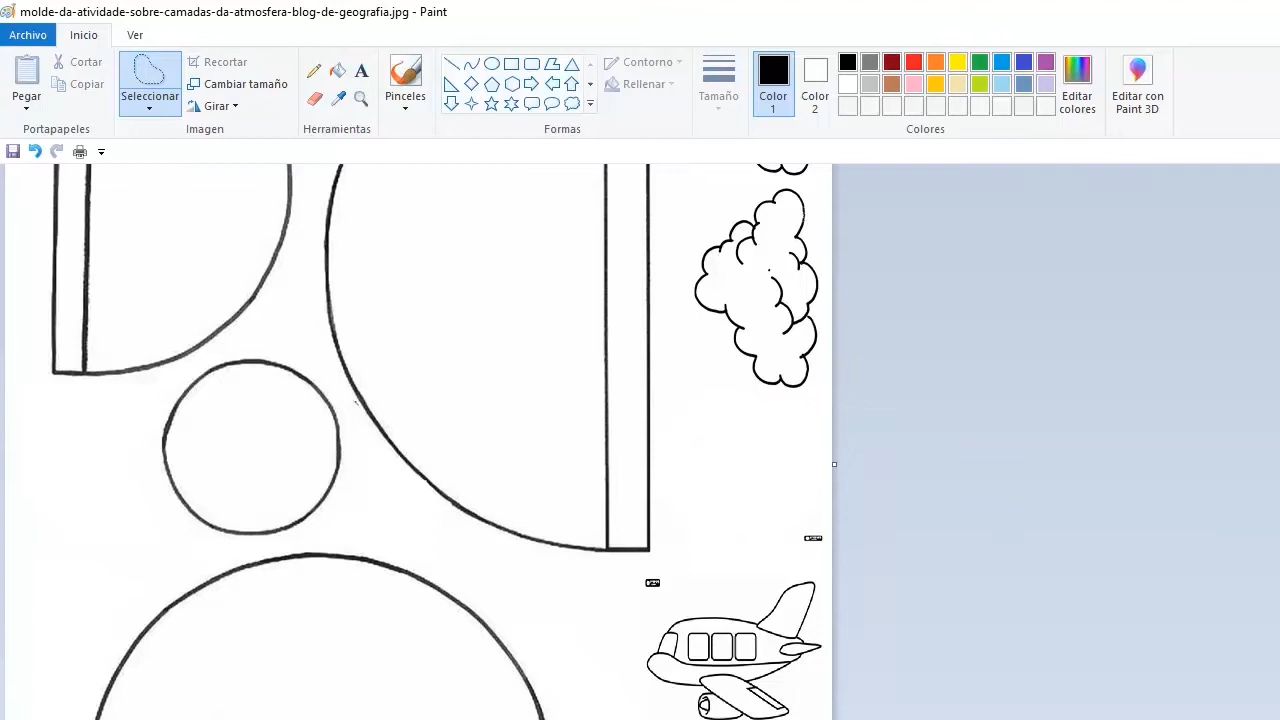 molde-da-atividade-sobre-camadas-da-atmosfera-blog-de-geografia.jpg - Paint
Archivo
Inicio
Ver
Pegar
Cortar
Copiar
Portapapeles
Seleccionar
Recortar
Cambiar tamaño
Girar
Imagen
A
Herramientas
Pinceles
Contorno
Rellenar
Formas
Tamaño
Color 1
Color 2
Editar colores
Colores
Editar con Paint 3D